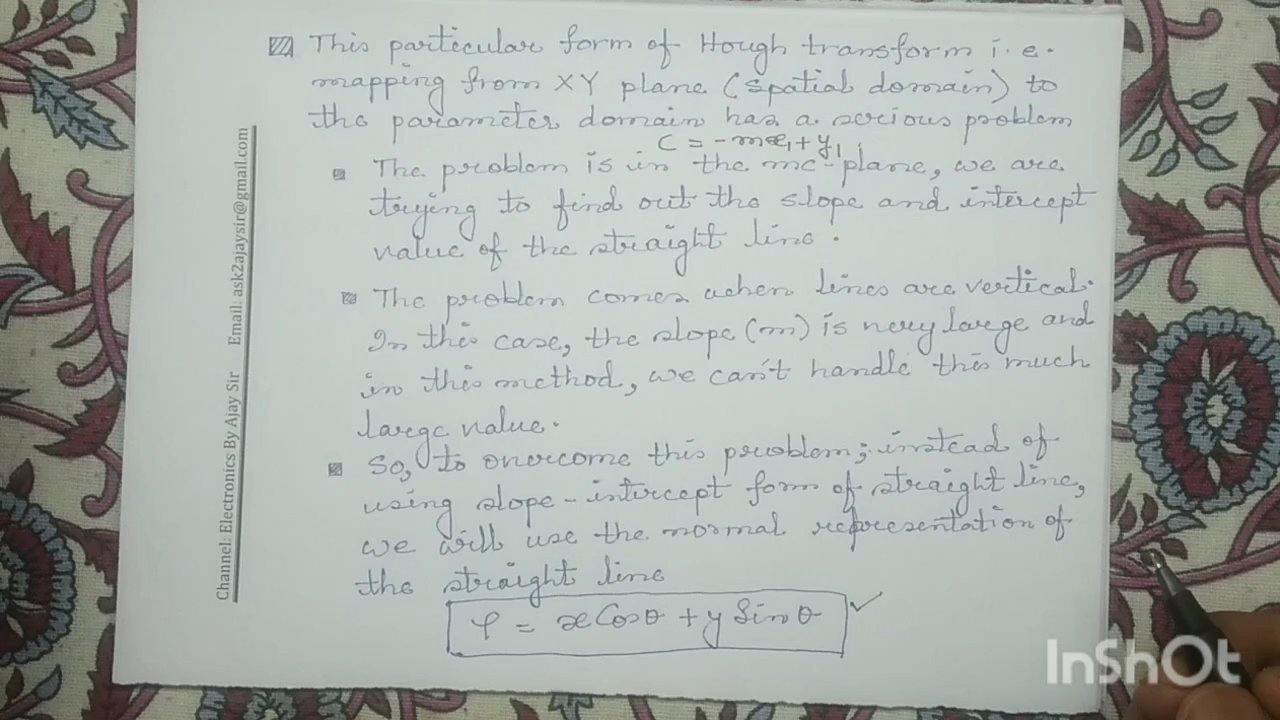 This particular form of Hough transform i.e.
mapping from XY plane (spatial domain) to
the parameter domain has a serious problem
C = -mx₁ + y₁
The problem is in the mc-plane, we are
trying to find out the slope and intercept
value of the straight line.
The problem comes when lines are vertical.
In this case, the slope (m) is very large and
in this method, we can't handle this much
large value.
So, to overcome this problem; instead of
using slope-intercept form of straight line,
we will use the normal representation of
the straight line
ρ = x Cosθ + y Sinθ
Channel: Electronics By Ajay Sir Email: ask2ajaysir@gmail.com
InShOt